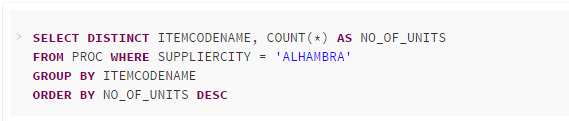 > SELECT DISTINCT ITEMCODENAME, COUNT(*) AS NO_OF_UNITS
FROM PROC WHERE SUPPLIERCITY = 'ALHAMBRA'
GROUP BY ITEMCODENAME
ORDER BY NO_OF_UNITS DESC